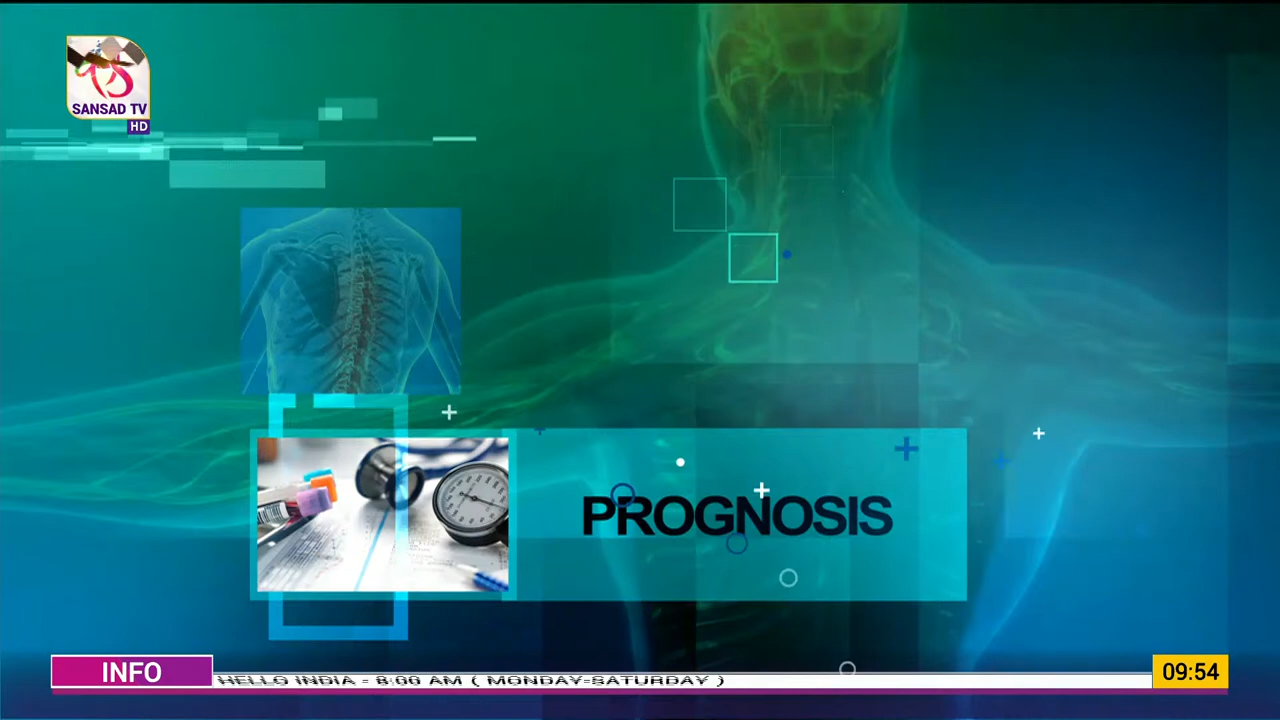 SANSAD TV
HD
PROGNOSIS
INFO
HELLO INDIA - 8:00 AM ( MONDAY-SATURDAY )
09:54